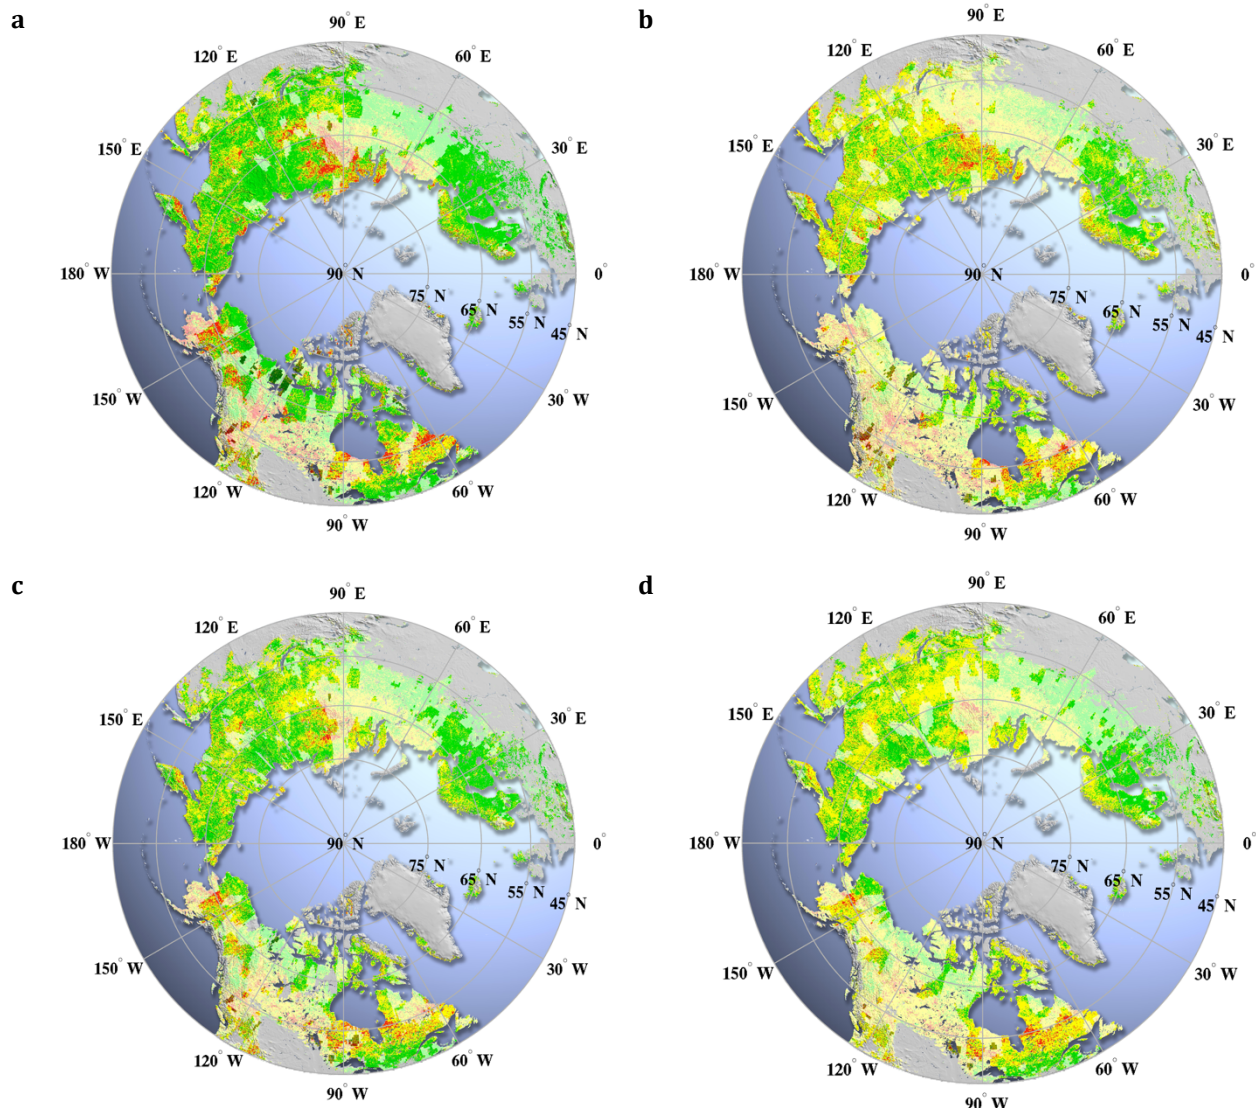 a
90° E
120° E
60° E
150° E
30° E
180° W
90° N
0°
75° N
65° N
55° N
45° N
150° W
30° W
120° W
60° W
90° W
b
90° E
120° E
60° E
150° E
30° E
180° W
90° N
0°
75° N
65° N
55° N
45° N
150° W
30° W
120° W
60° W
90° W
c
90° E
120° E
60° E
150° E
30° E
180° W
90° N
0°
75° N
65° N
55° N
45° N
150° W
30° W
120° W
60° W
90° W
d
90° E
120° E
60° E
150° E
30° E
180° W
90° N
0°
75° N
65° N
55° N
45° N
150° W
30° W
120° W
60° W
90° W